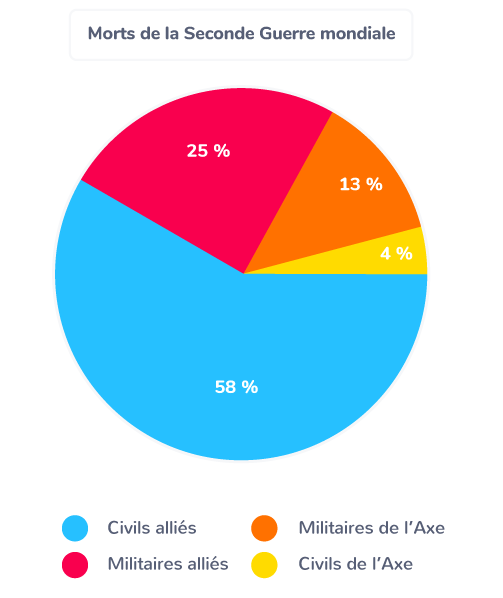 Morts de la Seconde Guerre mondiale
25 %
13 %
4 %
58 %
Civils alliés
Militaires de l’Axe
Militaires alliés
Civils de l’Axe